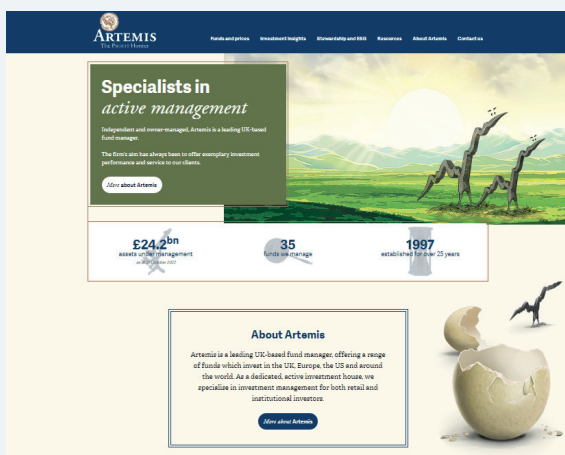 ARTEMIS
The PROFIT Hunter
Funds and prices Investment Insights Stewardship and ESG Resources About Artemis Contact us
Specialists in
active management
Independent and owner-managed, Artemis is a leading UK-based
fund manager.
The firm's aim has always been to offer exemplary investment
performance and service to our clients.
More about Artemis
£24.2bn 35 1997
assets under management funds we manage established for over 25 years
About Artemis
Artemis is a leading UK-based fund manager, offering a range
of funds which invest in the UK, Europe, the US and around
the world. As a dedicated, active investment house, we
specialise in investment management for both retail and
institutional investors.
More about Artemis